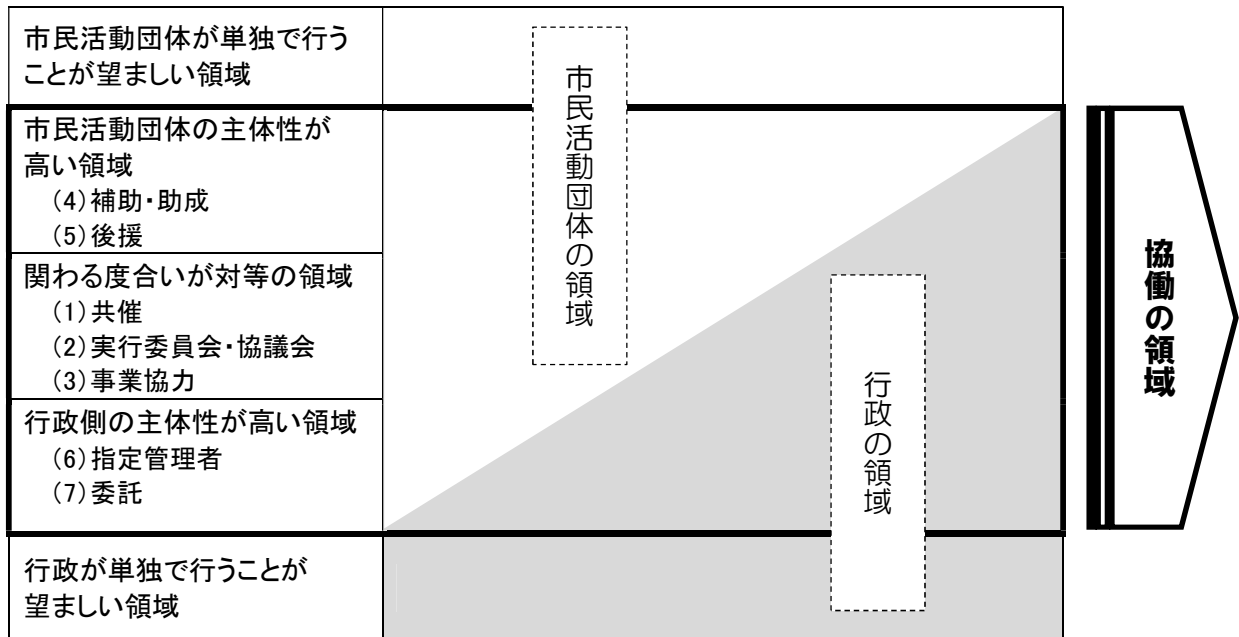 市民活動団体が単独で行う
ことが望ましい領域
市民活動団体の主体性が
高い領域
(4)補助・助成
(5)後援
関わる度合いが対等の領域
(1)共催
(2)実行委員会・協議会
(3)事業協力
行政側の主体性が高い領域
(6)指定管理者
(7)委託
行政が単独で行うことが
望ましい領域
市民活動団体の領域
行政の領域
協働の領域